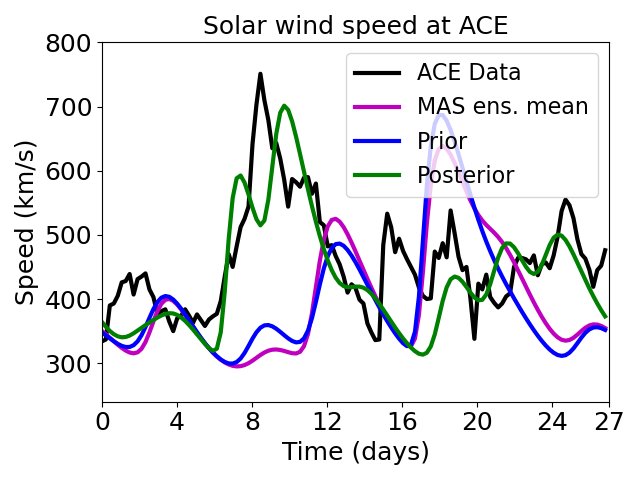 Solar wind speed at ACE
800
700
600
500
400
300
Speed (km/s)
ACE Data
MAS ens. mean
Prior
Posterior
0 4 8 12 16 20 24 27
Time (days)